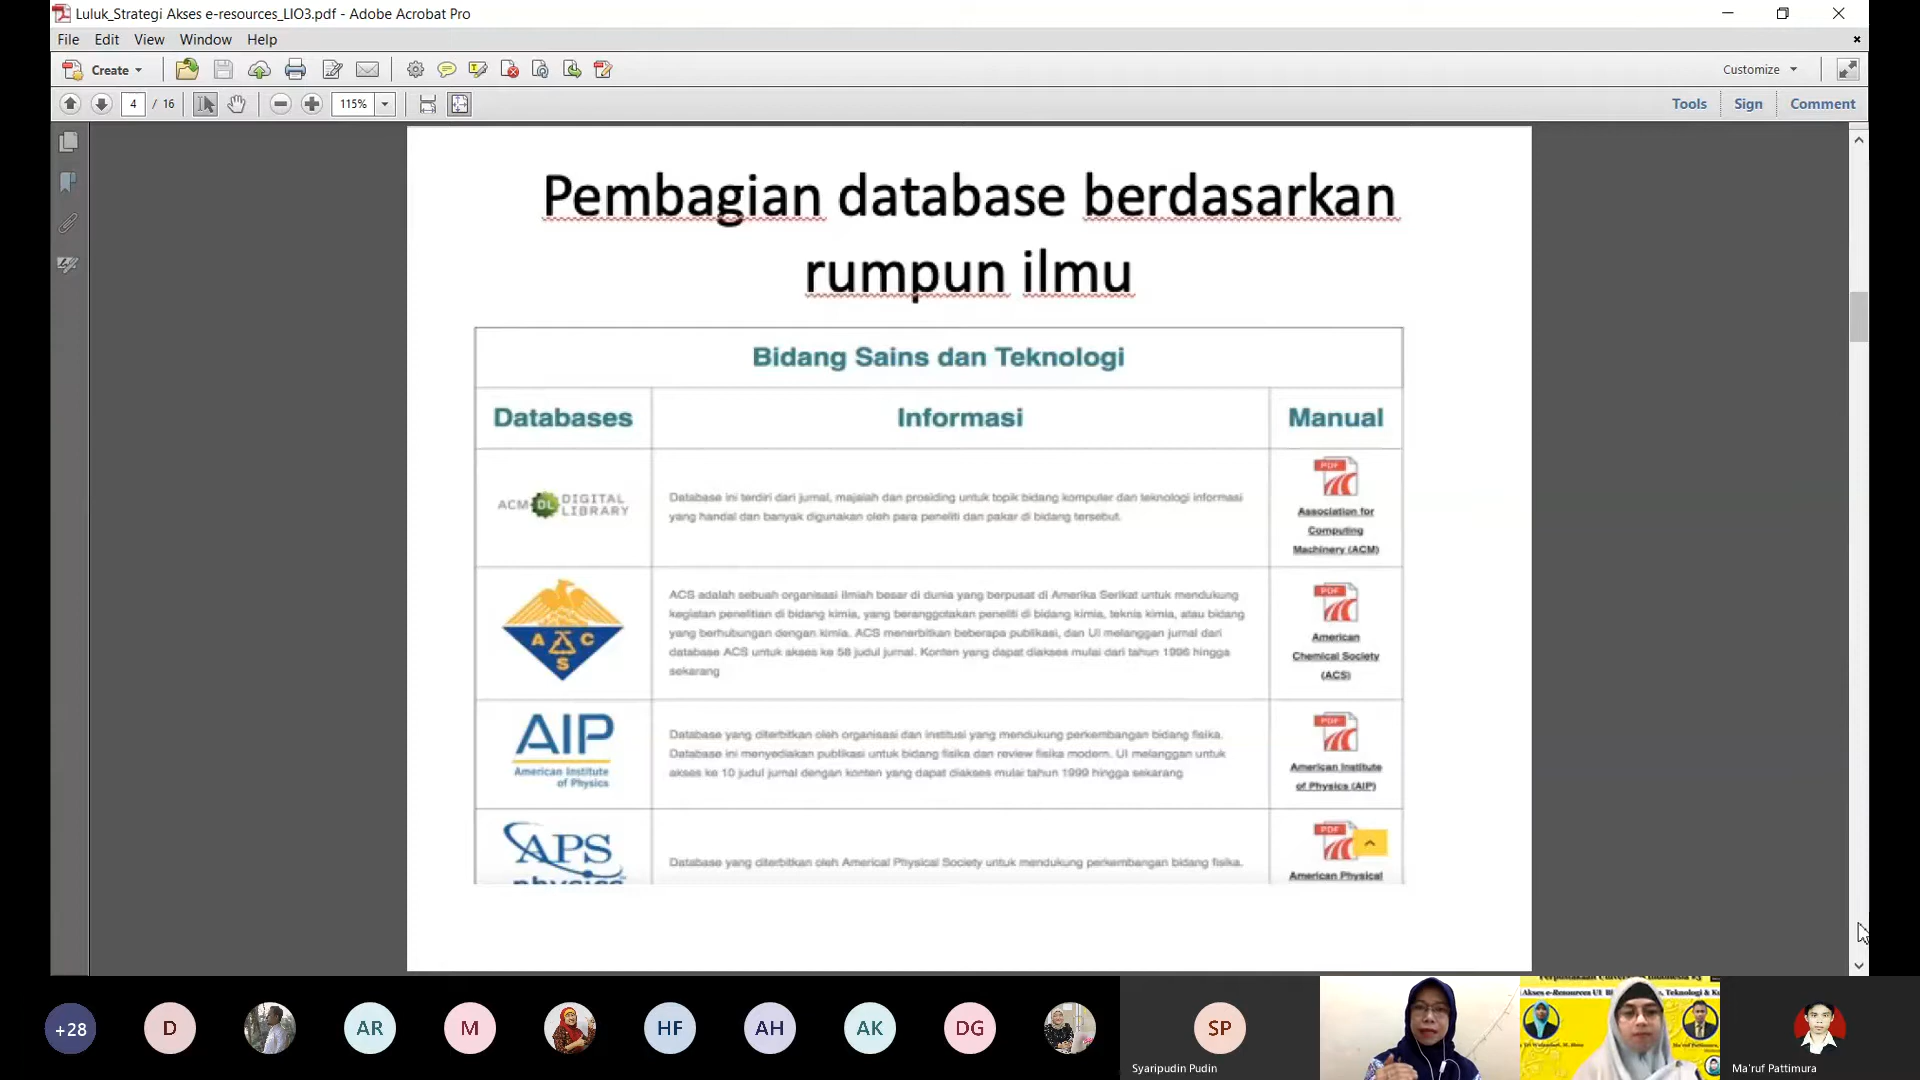 Luluk_Strategi Akses e-resources_LIO3.pdf - Adobe Acrobat Pro
File Edit View Window Help
Create
Customize
4 / 16
115%
Tools Sign Comment
Pembagian database berdasarkan
rumpun ilmu
Bidang Sains dan Teknologi
Databases Informasi Manual
ACM DL DIGITAL
LIBRARY
Database ini terdiri dari jurnal, majalah dan prosiding untuk topik bidang komputer dan teknologi informasi
yang handal dan banyak digunakan oleh para peneliti dan pakar di bidang tersebut.
PDF
Association for
Computing
Machinery (ACM)
A C
S
ACS adalah sebuah organisasi ilmiah besar di dunia yang berpusat di Amerika Serikat untuk mendukung
kegiatan penelitian di bidang kimia, yang beranggotakan peneliti di bidang kimia, teknis kimia, atau bidang
yang berhubungan dengan kimia. ACS menerbitkan beberapa publikasi, dan UI melanggan jurnal dari
database ACS untuk akses ke 58 judul jurnal. Konten yang dapat diakses mulai dari tahun 1996 hingga
sekarang
PDF
American
Chemical Society
(ACS)
AIP
American Institute
of Physics
Database yang diterbitkan oleh organisasi dan institusi yang mendukung perkembangan bidang fisika.
Database ini menyediakan publikasi untuk bidang fisika dan review fisika modern. UI melanggan untuk
akses ke 10 judul jurnal dengan konten yang dapat diakses mulai tahun 1999 hingga sekarang
PDF
American Institute
of Physics (AIP)
APS
physics
Database yang diterbitkan oleh Americal Physical Society untuk mendukung perkembangan bidang fisika.
PDF
American Physical
+28 D AR M HF AH AK DG SP
Syaripudin Pudin
Ma'ruf Pattimura